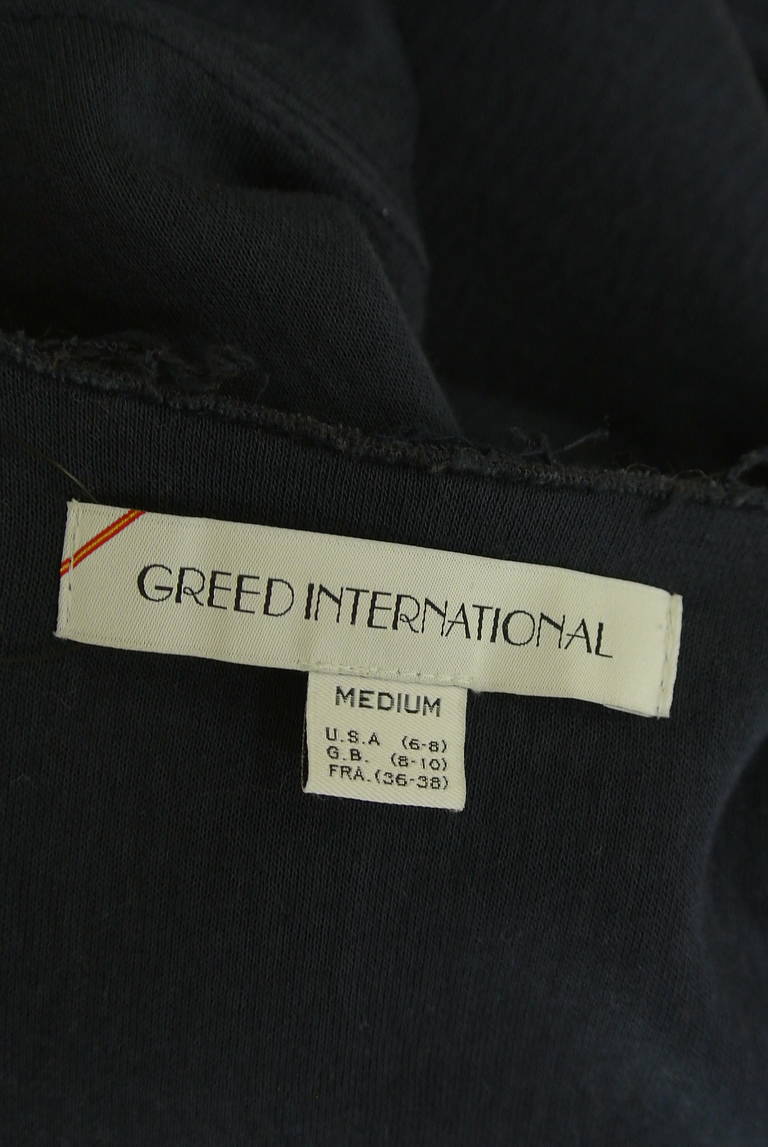 GREED INTERNATIONAL
MEDIUM
U.S.A (6-8)
G.B. (8-10)
FRA.(36-38)